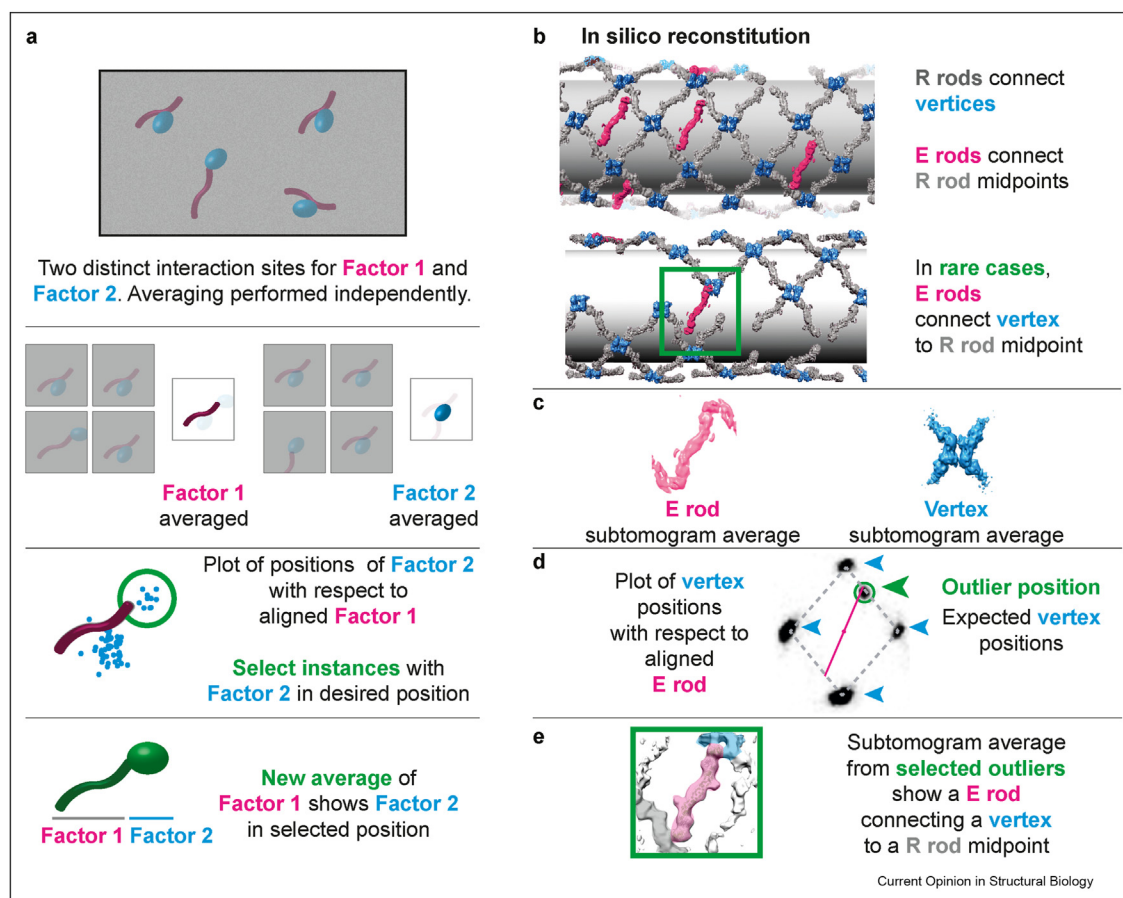 a
Two distinct interaction sites for Factor 1 and
Factor 2. Averaging performed independently.
Factor 1
averaged
Factor 2
averaged
Plot of positions of Factor 2
with respect to
aligned Factor 1
Select instances with
Factor 2 in desired position
New average of
Factor 1 shows Factor 2
in selected position
Factor 1 Factor 2
b In silico reconstitution
R rods connect
vertices
E rods connect
R rod midpoints
In rare cases,
E rods
connect vertex
to R rod midpoint
c
E rod
subtomogram average
Vertex
subtomogram average
d
Plot of vertex
positions
with respect to
aligned
E rod
Outlier position
Expected vertex
positions
e
Subtomogram average
from selected outliers
show a E rod
connecting a vertex
to a R rod midpoint
Current Opinion in Structural Biology